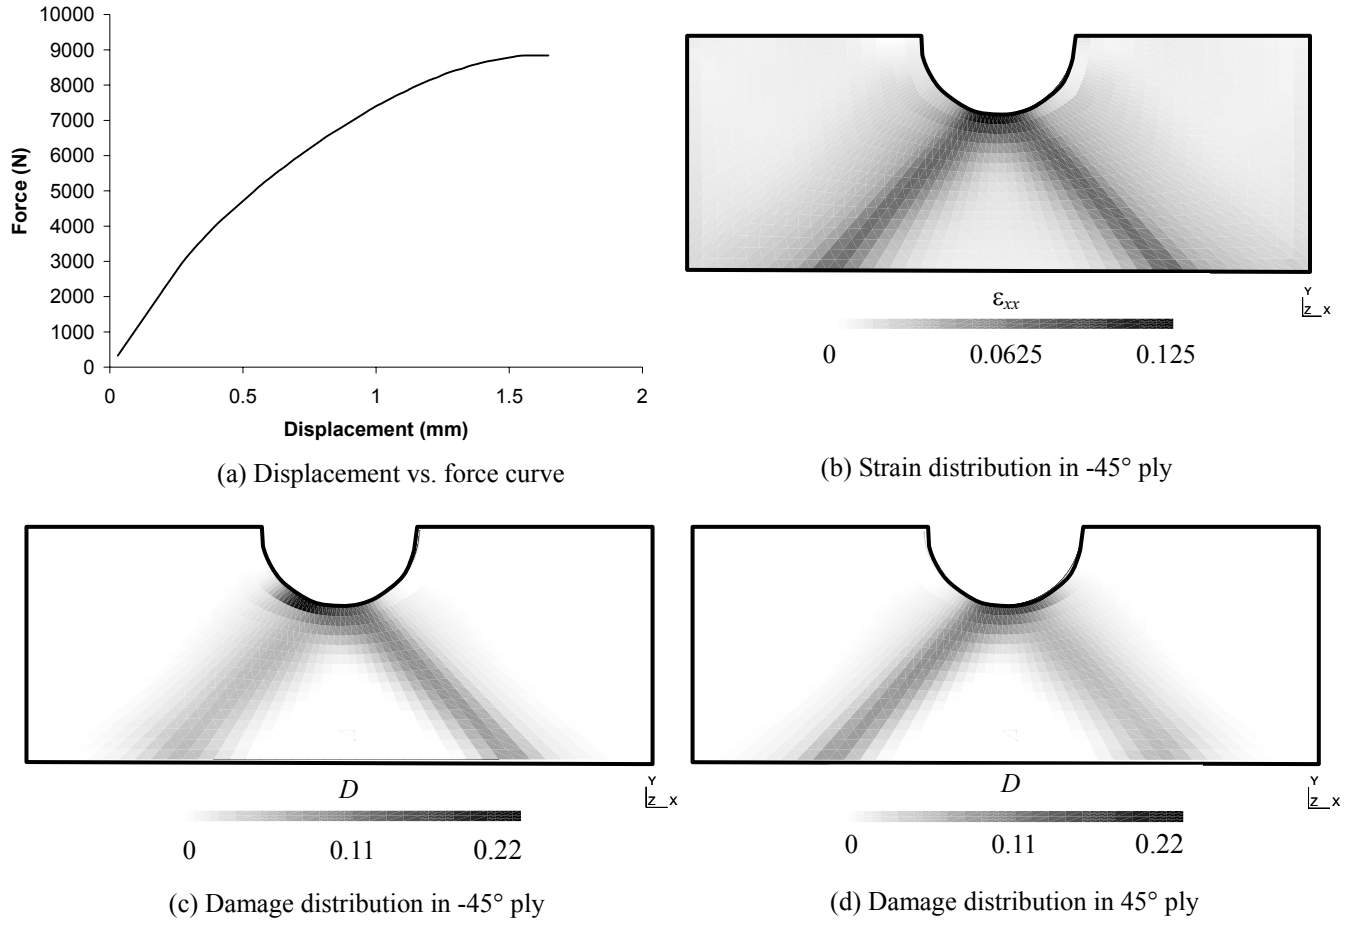 10000
9000
8000
7000
6000
5000
4000
3000
2000
1000
0
Force (N)
0 0.5 1 1.5 2
Displacement (mm)
(a) Displacement vs. force curve
εxx
0 0.0625 0.125
Y
Z X
(b) Strain distribution in -45° ply
D
0 0.11 0.22
Y
Z X
(c) Damage distribution in -45° ply
D
0 0.11 0.22
Y
Z X
(d) Damage distribution in 45° ply